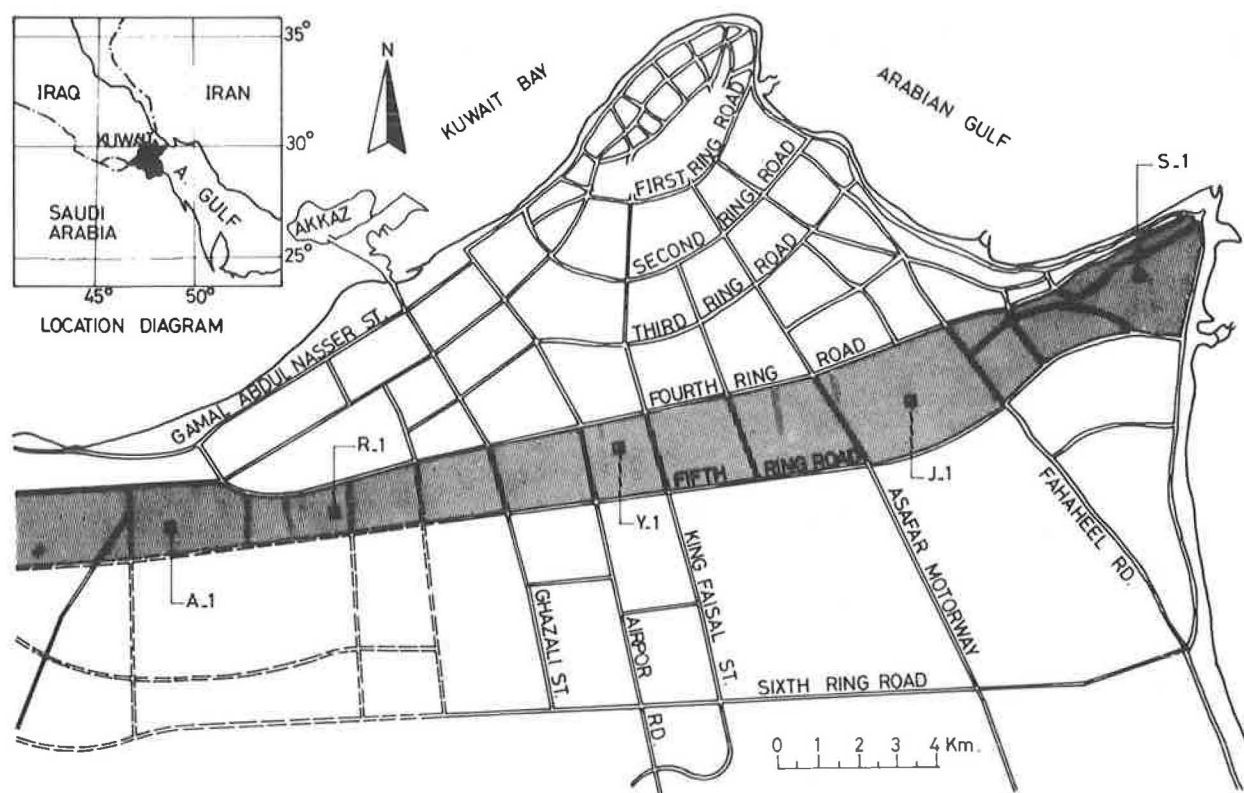 35°
IRAQ
IRAN
KUWAIT
30°
A. GULF
SAUDI
ARABIA
25°
45°
50°
LOCATION DIAGRAM
N
KUWAIT BAY
ARABIAN GULF
AKKAZ
FIRST RING ROAD
SECOND RING ROAD
THIRD RING ROAD
FOURTH RING ROAD
FIFTH RING ROAD
SIXTH RING ROAD
GAMAL ABDUL NASSER ST.
S_1
R_1
Y_1
J_1
A_1
GHAZALI ST.
AIRPOR RD.
KING FAISAL ST.
ASAFAR MOTORWAY
FAHAHEEL RD.
0 1 2 3 4 Km.